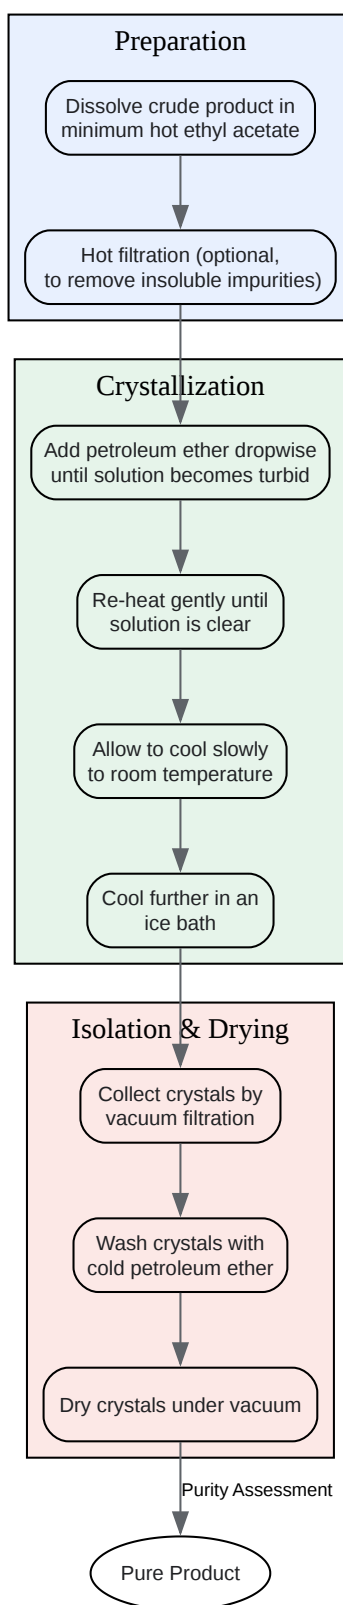 Preparation
Dissolve crude product in
minimum hot ethyl acetate
Hot filtration (optional,
to remove insoluble impurities)
Crystallization
Add petroleum ether dropwise
until solution becomes turbid
Re-heat gently until
solution is clear
Allow to cool slowly
to room temperature
Cool further in an
ice bath
Isolation & Drying
Collect crystals by
vacuum filtration
Wash crystals with
cold petroleum ether
Dry crystals under vacuum
Purity Assessment
Pure Product